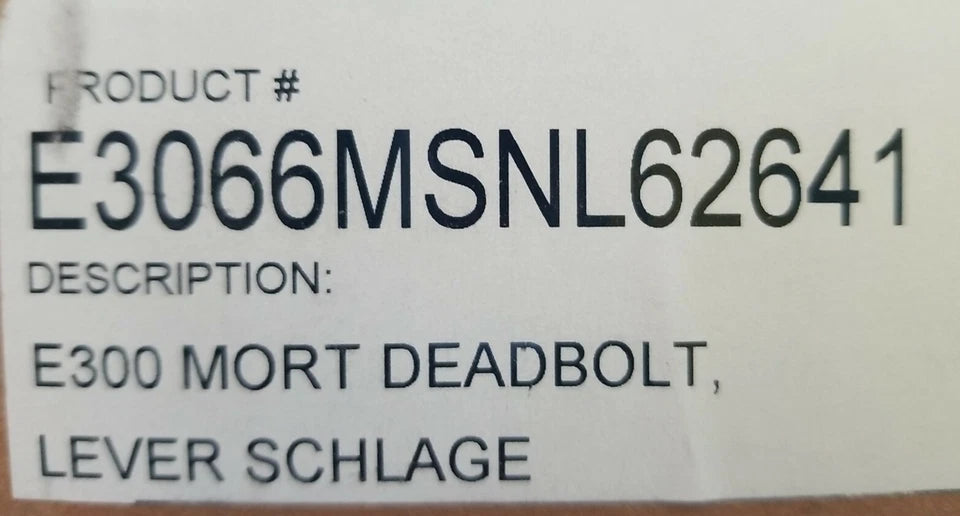 PRODUCT #
E3066MSNL62641
DESCRIPTION:
E300 MORT DEADBOLT,
LEVER SCHLAGE